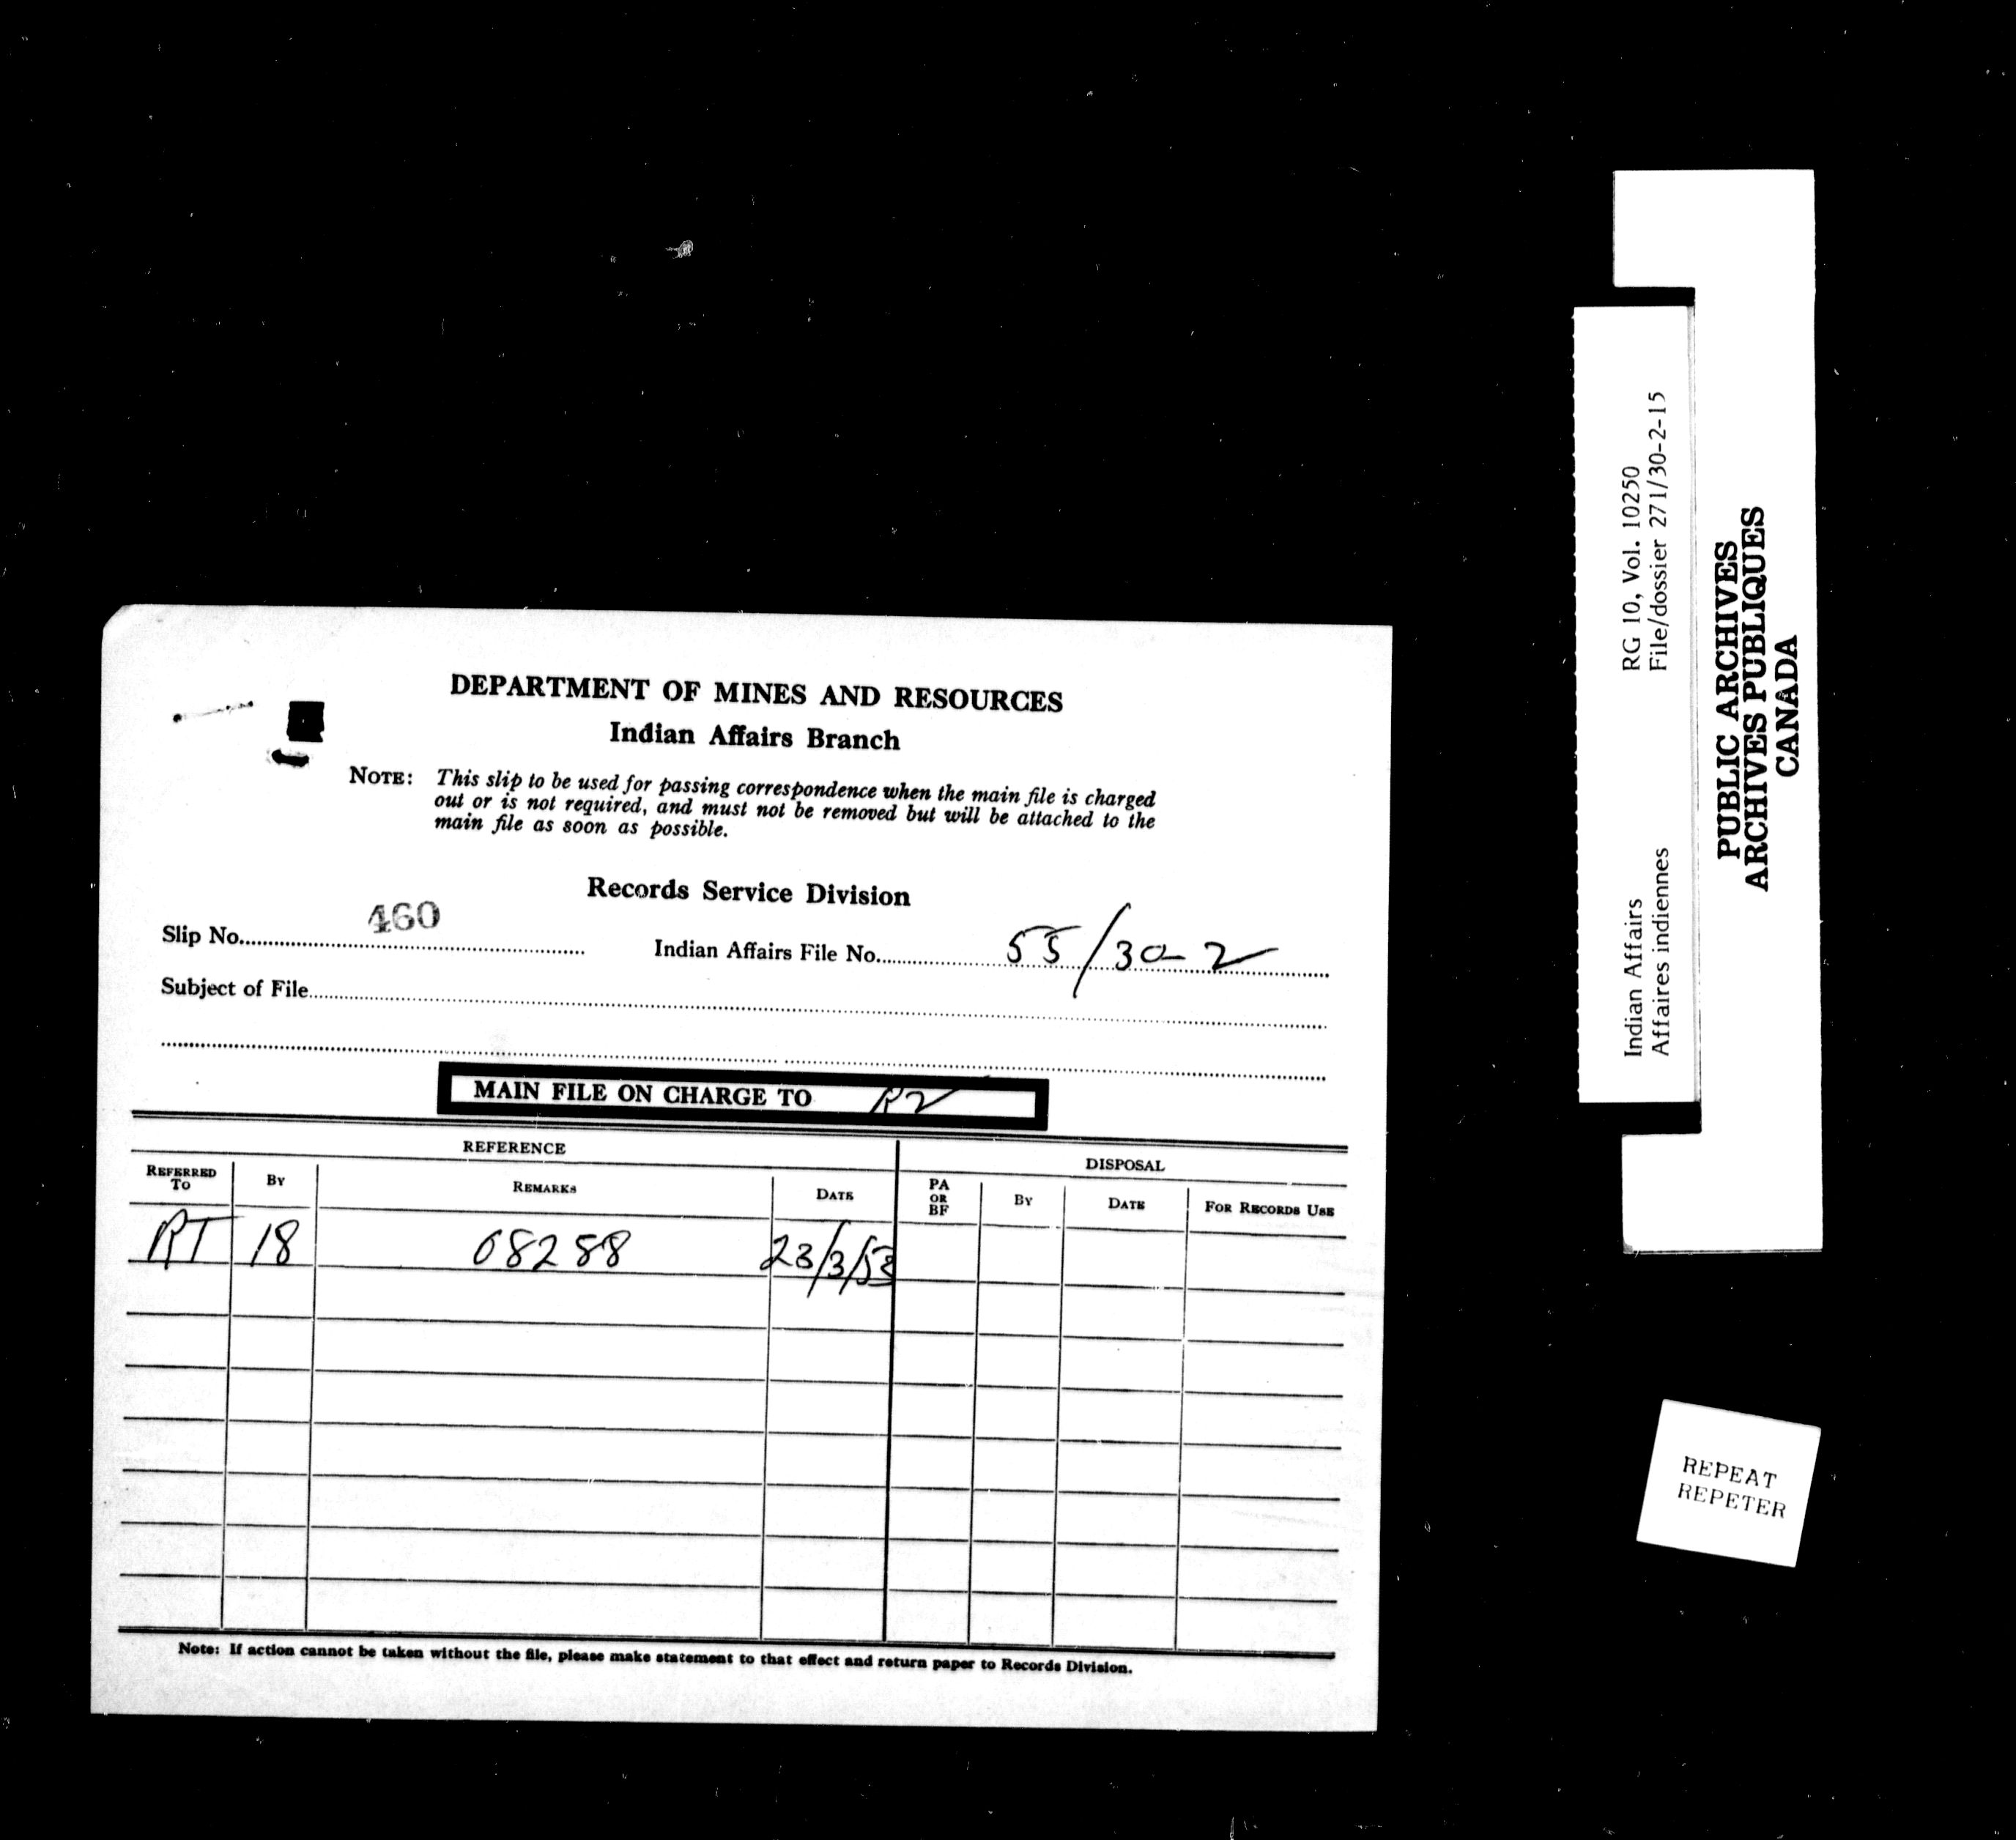 DEPARTMENT OF MINES AND RESOURCES
Indian Affairs Branch
NOTE: This slip to be used for passing correspondence when the main file is charged
out or is not required, and must not be removed but will be attached to the
main file as soon as possible.
Records Service Division
Slip No. 460 Indian Affairs File No. 55/30-2
Subject of File
MAIN FILE ON CHARGE TO R2
REFERENCE DISPOSAL
REFERRED TO BY REMARKS DATE PA OR BF BY DATE FOR RECORDS USE
RT 18 08288 23/3/53
Note: If action cannot be taken without the file, please make statement to that effect and return paper to Records Division.
Indian Affairs RG 10, Vol. 10250
Affaires indiennes File/dossier 271/30-2-15
PUBLIC ARCHIVES
ARCHIVES PUBLIQUES
CANADA
REPEAT
REPETER